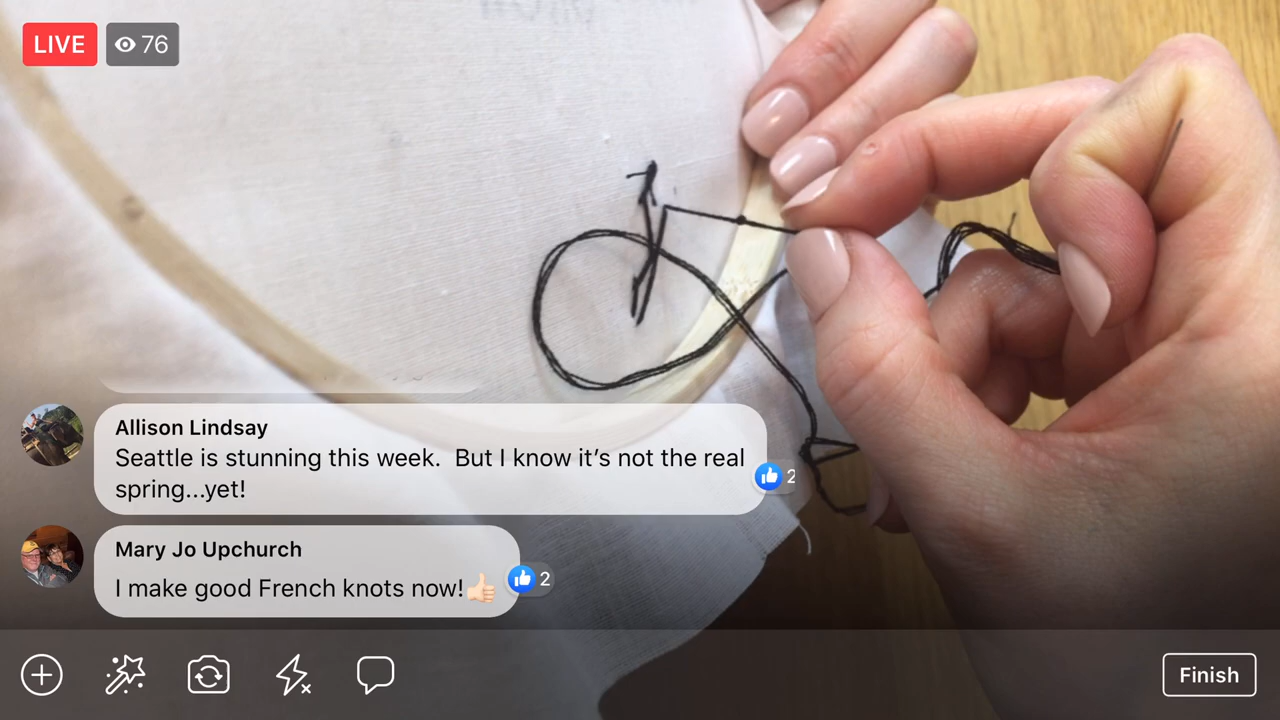 LIVE
76
Allison Lindsay
Seattle is stunning this week.  But I know it’s not the real
spring...yet!
2
Mary Jo Upchurch
I make good French knots now!👍🏻
2
Finish